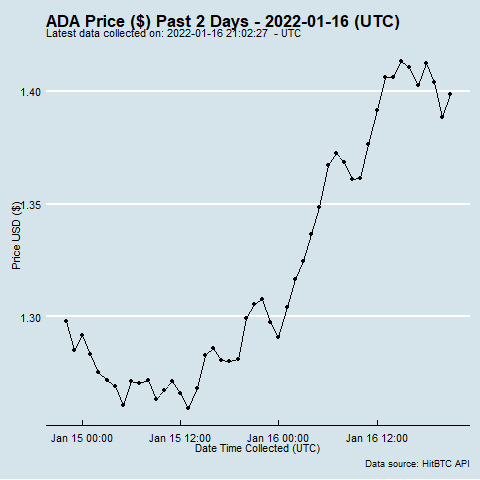 ADA Price ($) Past 2 Days - 2022-01-16 (UTC)
Latest data collected on: 2022-01-16 21:02:27 - UTC
1.40
1.35
1.30
Price USD ($)
Jan 15 00:00
Jan 15 12:00
Jan 16 00:00
Jan 16 12:00
Date Time Collected (UTC)
Data source: HitBTC API